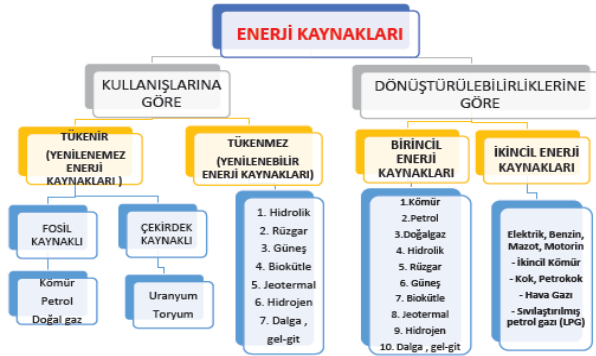 ENERJİ KAYNAKLARI
KULLANIŞLARINA
GÖRE
DÖNÜŞTÜRÜLEBİLİRLİKLERİNE
GÖRE
TÜKENİR
(YENİLENEMEZ
ENERJİ
KAYNAKLARI )
TÜKENMEZ
(YENİLENEBİLİR
ENERJİ KAYNAKLARI)
BİRİNCİL
ENERJİ
KAYNAKLARI
İKİNCİL ENERJİ
KAYNAKLARI
FOSİL
KAYNAKLI
ÇEKİRDEK
KAYNAKLI
Kömür
Petrol
Doğal gaz
Uranyum
Toryum
1. Hidrolik
2. Rüzgar
3. Güneş
4. Biokütle
5. Jeotermal
6. Hidrojen
7. Dalga ,
gel-git
1.Kömür
2.Petrol
3.Doğalgaz
4. Hidrolik
5. Rüzgar
6. Güneş
7. Biokütle
8. Jeotermal
9. Hidrojen
10. Dalga , gel-git
Elektrik, Benzin,
Mazot, Motorin
- İkincil Kömür
- Kok, Petrokok
- Hava Gazı
- Sıvılaştırılmış
petrol gazı (LPG)